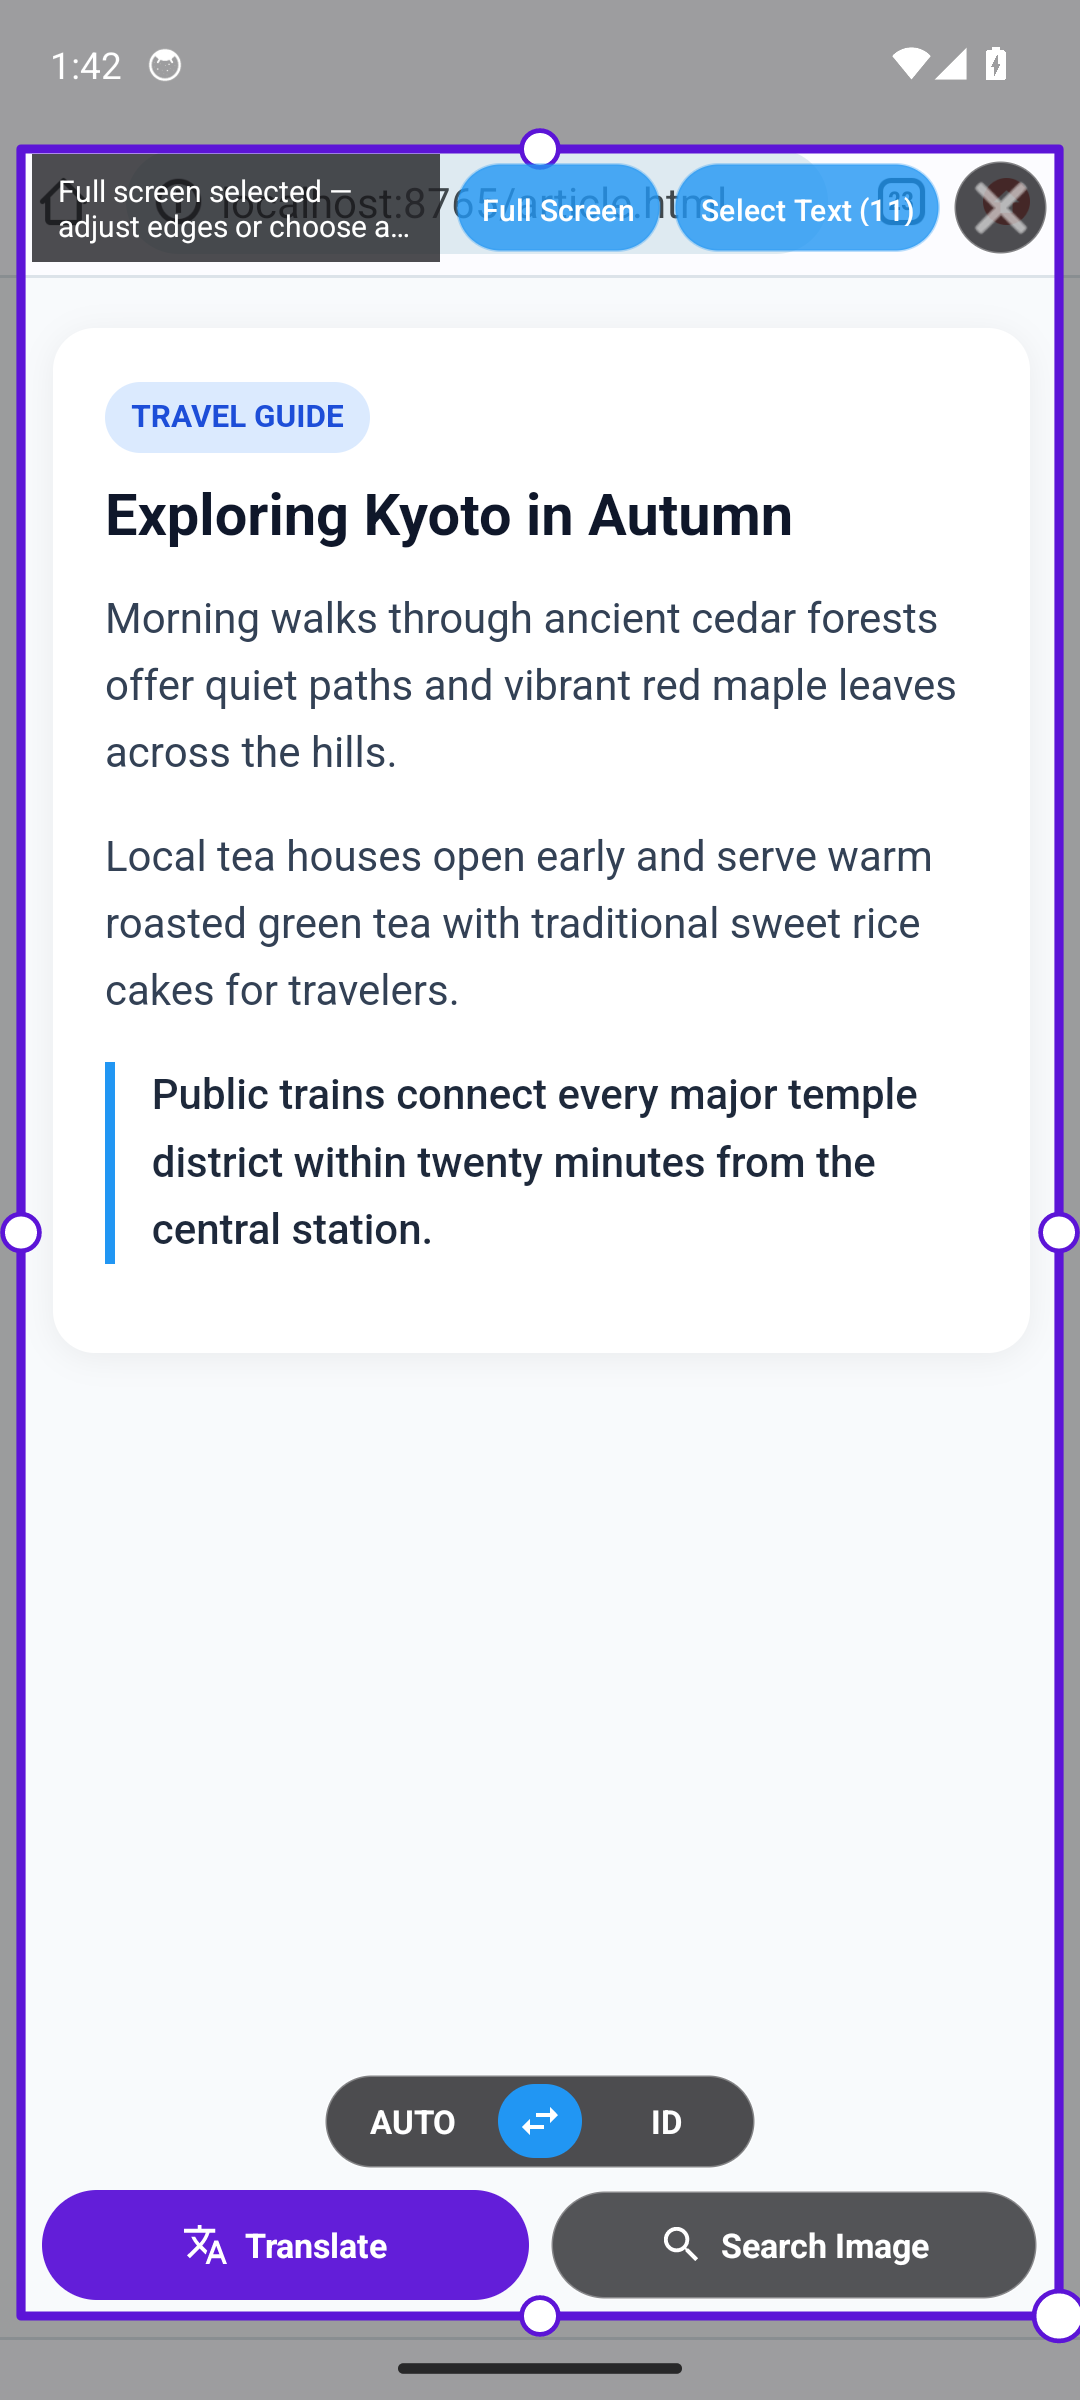 1:42
Full screen selected —
adjust edges or choose a…
Full Screen
Select Text (11)
TRAVEL GUIDE
Exploring Kyoto in Autumn
Morning walks through ancient cedar forests
offer quiet paths and vibrant red maple leaves
across the hills.
Local tea houses open early and serve warm
roasted green tea with traditional sweet rice
cakes for travelers.
Public trains connect every major temple
district within twenty minutes from the
central station.
AUTO
ID
Translate
Search Image